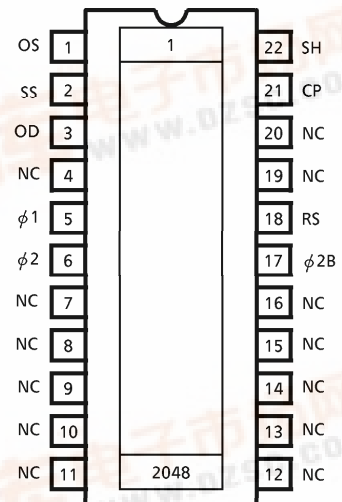 OS 1 1 22 SH
SS 2 21 CP
OD 3 20 NC
NC 4 19 NC
ϕ1 5 18 RS
ϕ2 6 17 ϕ2B
NC 7 16 NC
NC 8 15 NC
NC 9 14 NC
NC 10 13 NC
NC 11 2048 12 NC